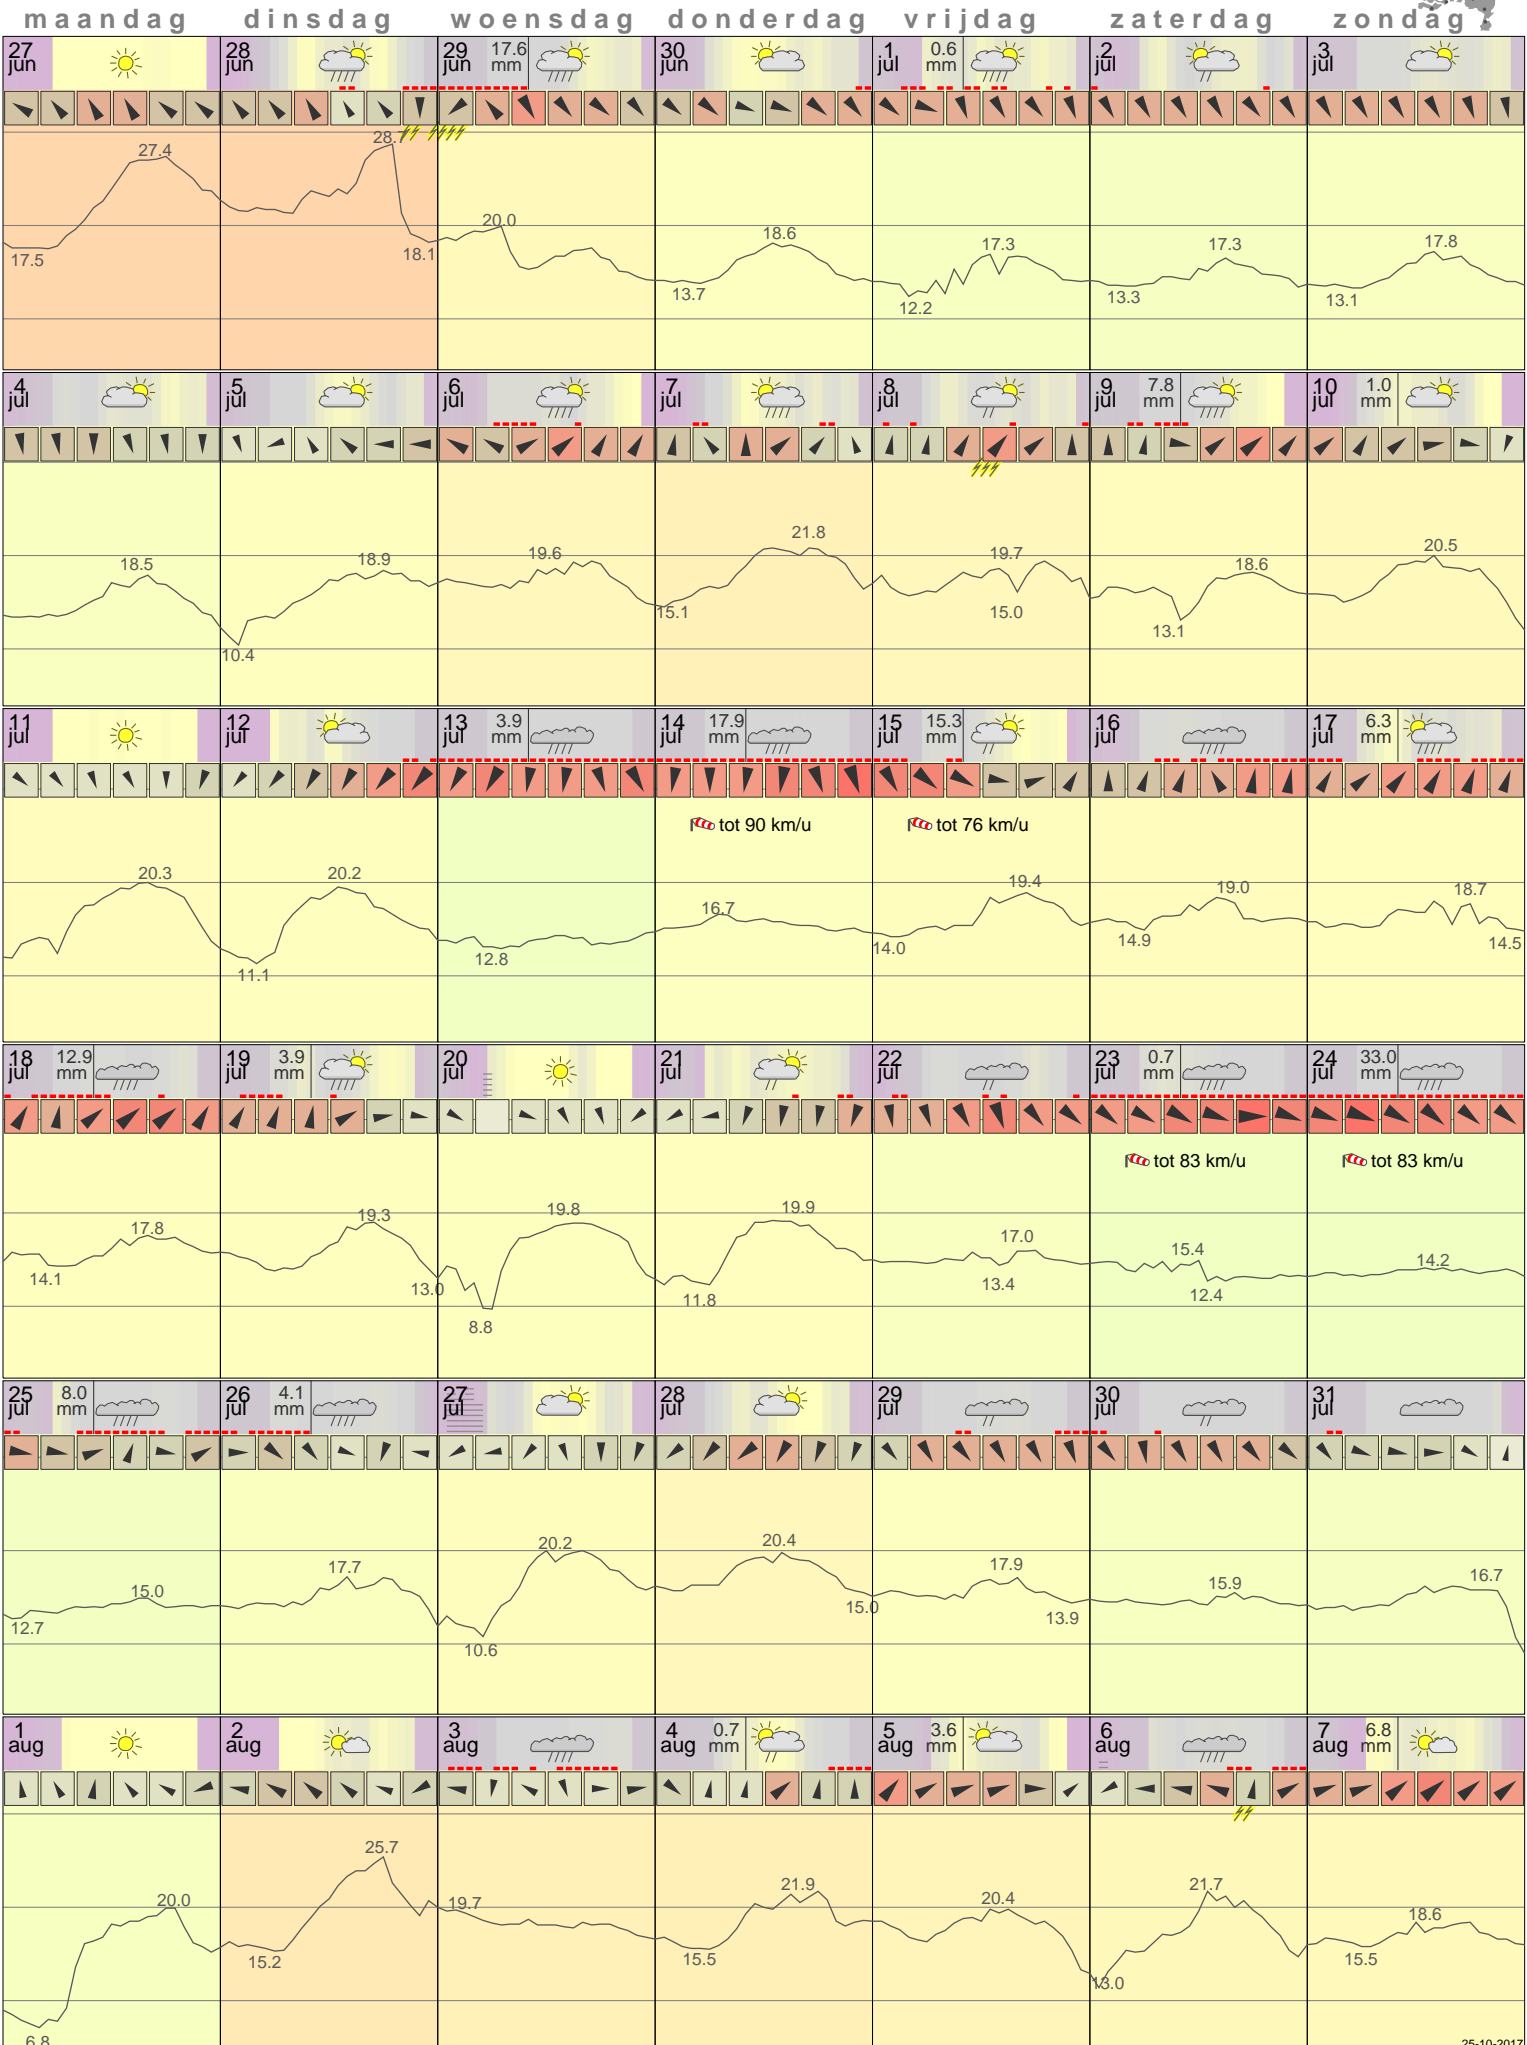 maandag dinsdag woensdag donderdag vrijdag zaterdag zondag
27 jun 28 jun 29 jun 17.6 mm 30 jun 1 jul 0.6 mm 2 jul 3 jul
27.4 28.7 20.0 18.6 17.3 17.3 17.8
17.5 18.1 13.7 12.2 13.3 13.1
4 jul 5 jul 6 jul 7 jul 8 jul 9 jul 7.8 mm 10 jul 1.0 mm
18.5 18.9 19.6 21.8 19.7 18.6 20.5
10.4 15.1 15.0 13.1
11 jul 12 jul 13 jul 3.9 mm 14 jul 17.9 mm 15 jul 15.3 mm 16 jul 17 jul 6.3 mm
tot 90 km/u tot 76 km/u
20.3 20.2 16.7 19.4 19.0 18.7
11.1 12.8 14.0 14.9 14.5
18 jul 12.9 mm 19 jul 3.9 mm 20 jul 21 jul 22 jul 23 jul 0.7 mm 24 jul 33.0 mm
tot 83 km/u tot 83 km/u
17.8 19.3 19.8 19.9 17.0 15.4 14.2
14.1 13.0 8.8 11.8 13.4 12.4
25 jul 8.0 mm 26 jul 4.1 mm 27 jul 28 jul 29 jul 30 jul 31 jul
15.0 17.7 20.2 20.4 17.9 15.9 16.7
12.7 10.6 15.0 13.9
1 aug 2 aug 3 aug 4 aug 0.7 mm 5 aug 3.6 mm 6 aug 7 aug 6.8 mm
20.0 25.7 19.7 21.9 20.4 21.7 18.6
6.8 15.2 15.5 13.0 15.5
25-10-2017